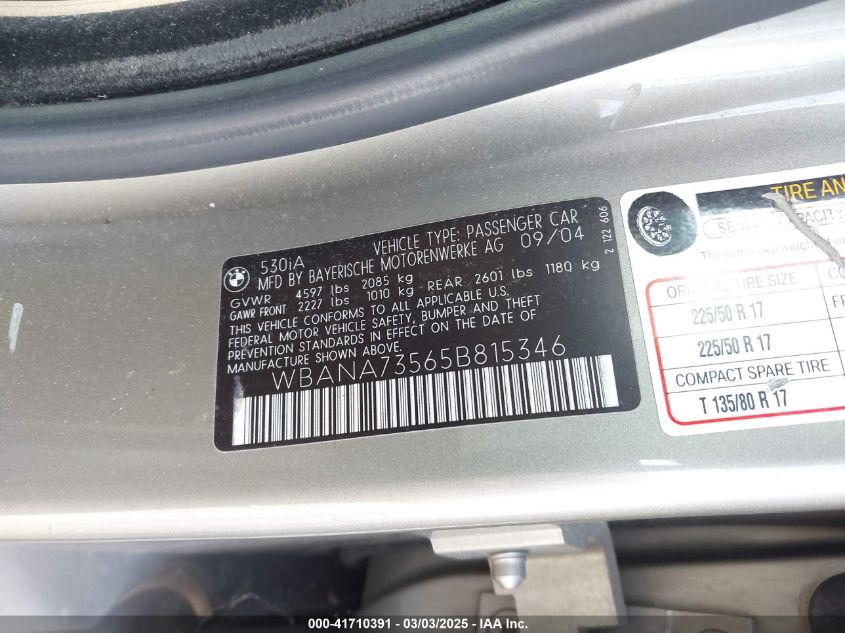 530iA VEHICLE TYPE: PASSENGER CAR
MFD BY BAYERISCHE MOTORENWERKE AG 09/04
GVWR 4597 lbs 2085 kg
GAWR FRONT 2227 lbs 1010 kg REAR 2601 lbs 1180 kg
THIS VEHICLE CONFORMS TO ALL APPLICABLE U.S.
FEDERAL MOTOR VEHICLE SAFETY, BUMPER AND THEFT
PREVENTION STANDARDS IN EFFECT ON THE DATE OF
MANUFACTURE SHOWN ABOVE.
WBANA73565B815346
2 122 606
TIRE AN
ORIGINAL TIRE SIZE
225/50 R 17
225/50 R 17
COMPACT SPARE TIRE
T 135/80 R 17
000-41710391 - 03/03/2025 - © IAA Inc.